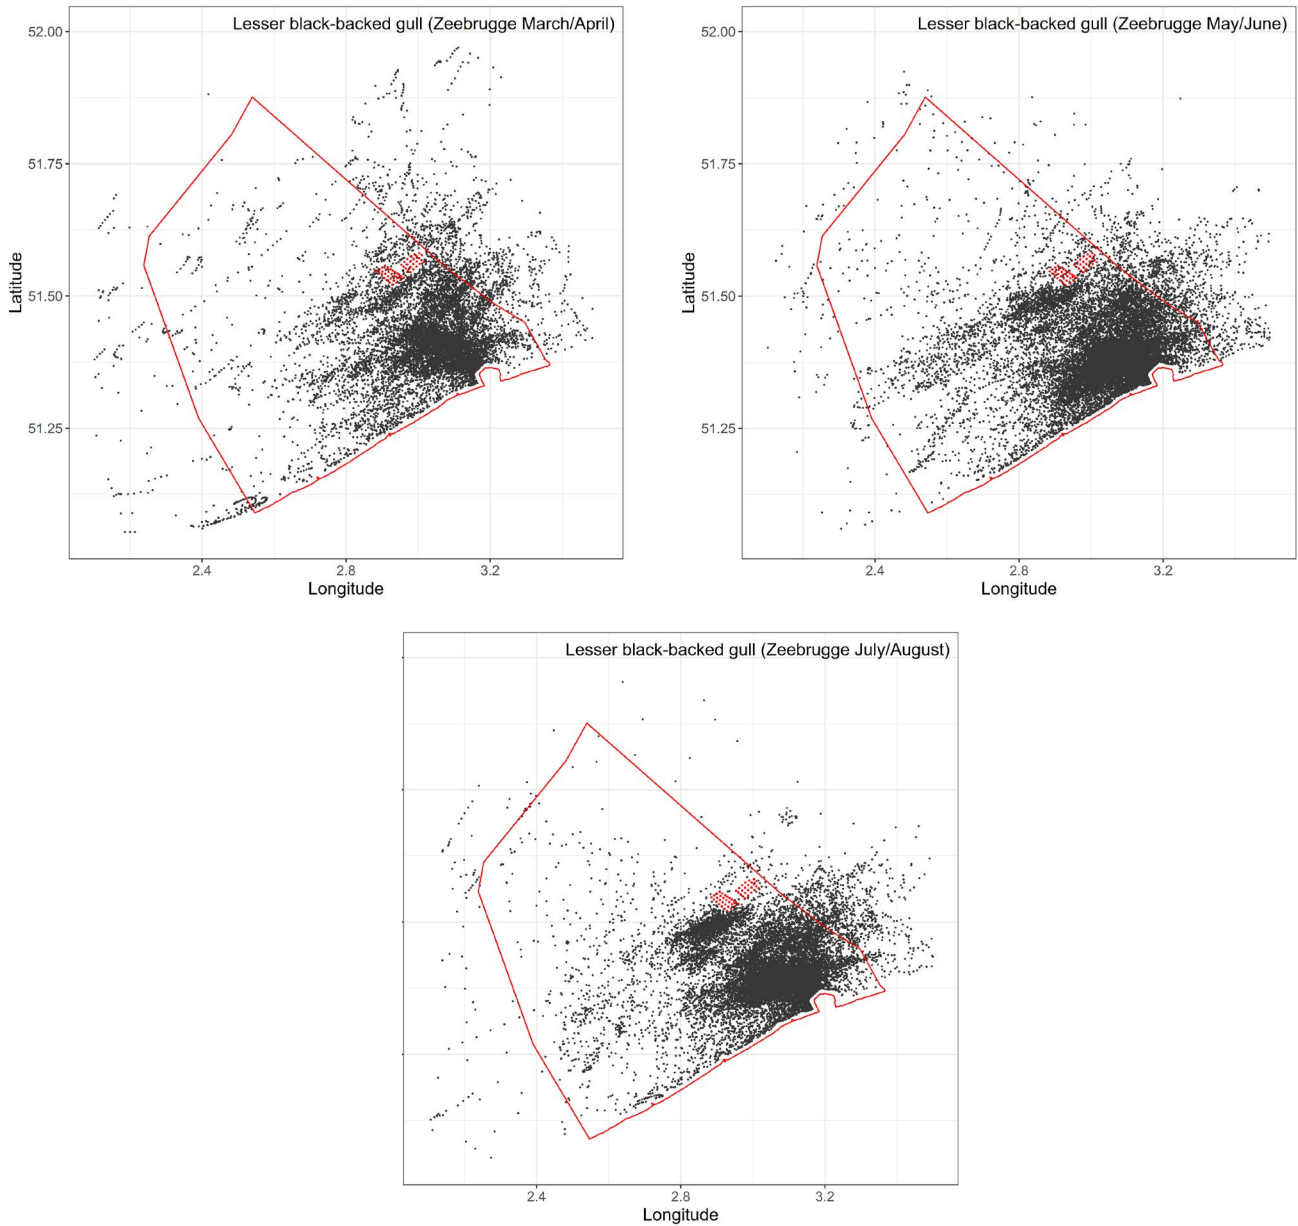 Lesser black-backed gull (Zeebrugge March/April)
52.00
51.75
51.50
51.25
Latitude
2.4 2.8 3.2
Longitude
Lesser black-backed gull (Zeebrugge May/June)
52.00
51.75
51.50
51.25
Latitude
2.4 2.8 3.2
Longitude
Lesser black-backed gull (Zeebrugge July/August)
2.4 2.8 3.2
Longitude